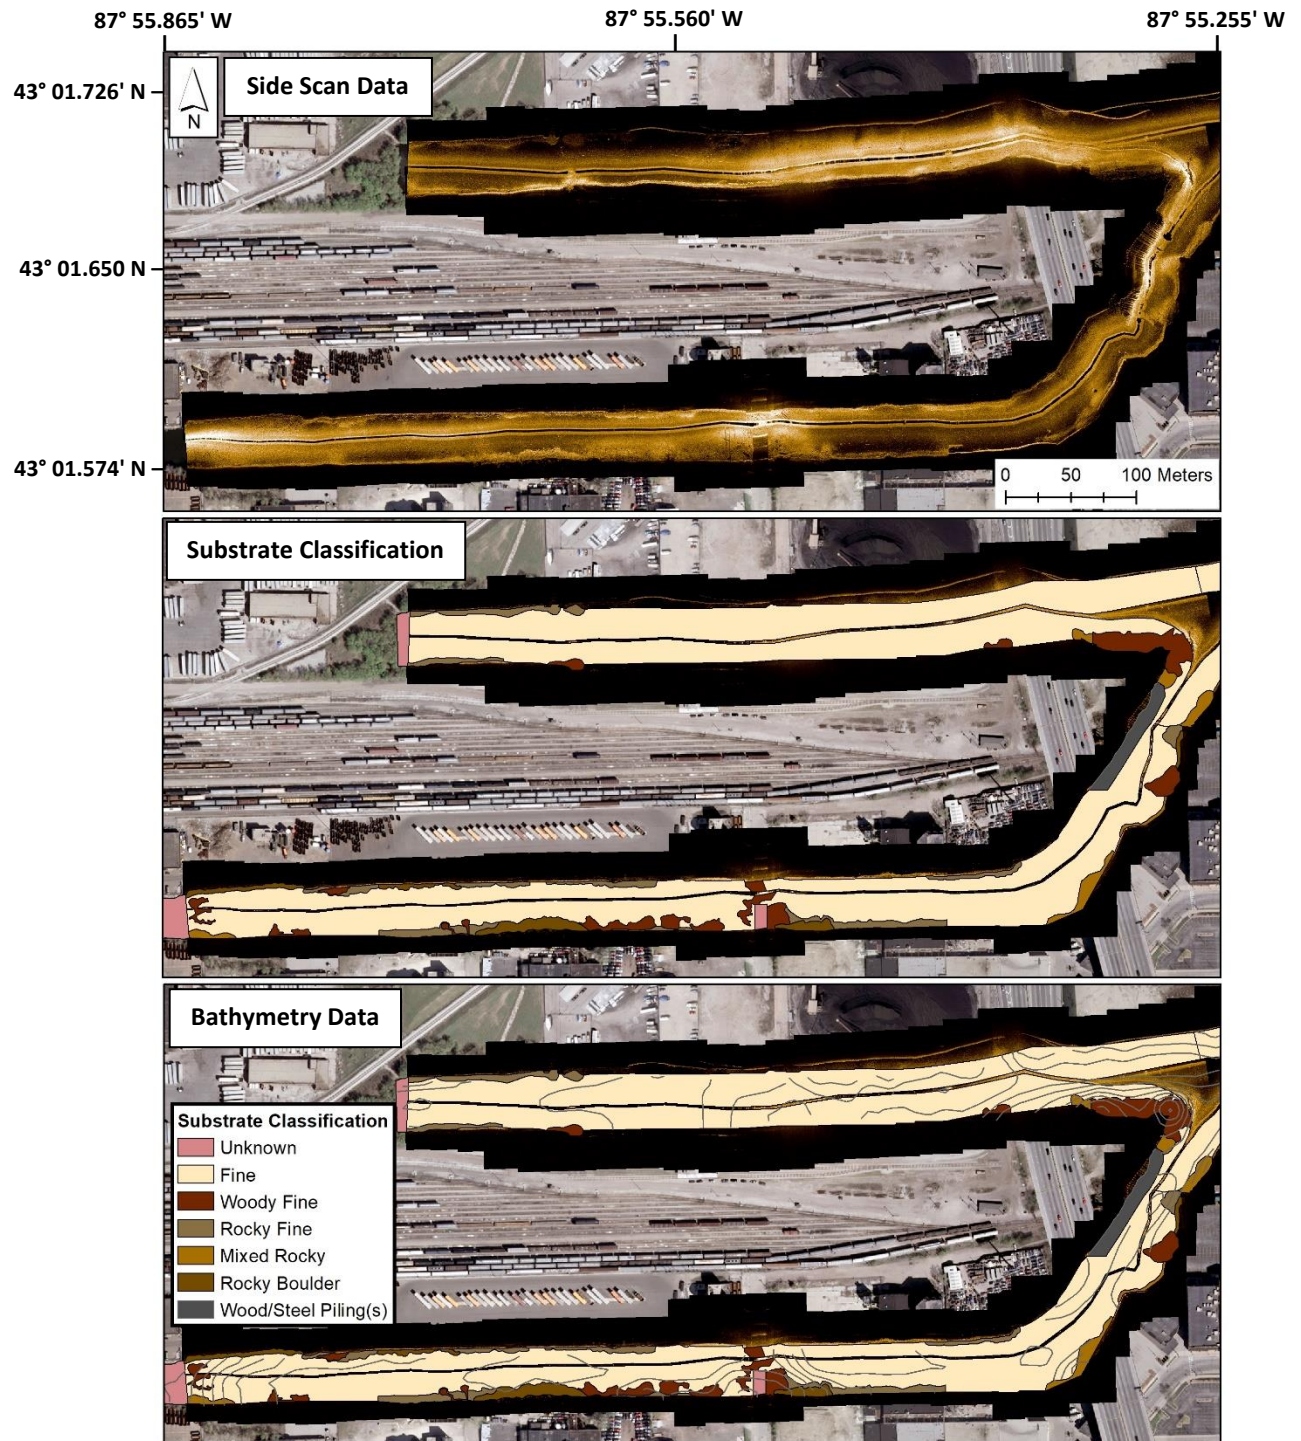 87° 55.865' W 87° 55.560' W 87° 55.255' W
43° 01.726' N
N
Side Scan Data
43° 01.650' N
43° 01.574' N
0 50 100 Meters
Substrate Classification
Bathymetry Data
Substrate Classification
Unknown
Fine
Woody Fine
Rocky Fine
Mixed Rocky
Rocky Boulder
Wood/Steel Piling(s)